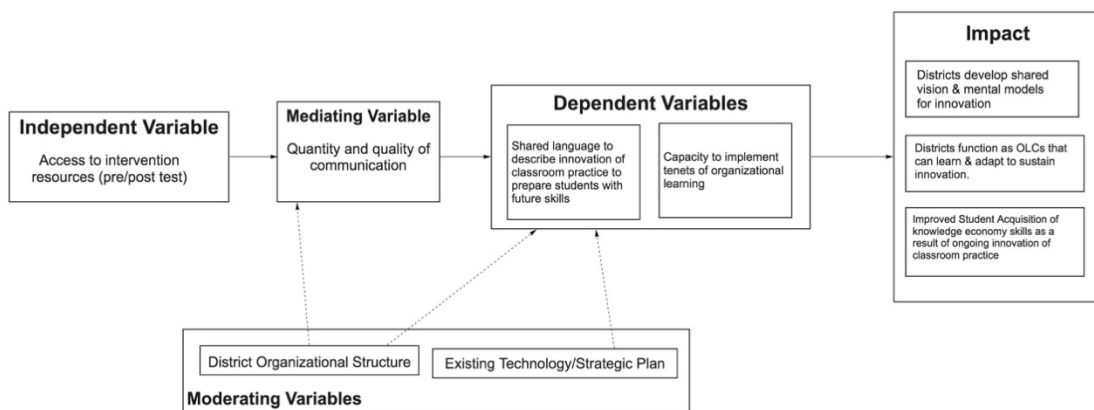 Independent Variable
Access to intervention
resources (pre/post test)
Mediating Variable
Quantity and quality of
communication
Dependent Variables
Shared language to
describe innovation of
classroom practice to
prepare students with
future skills
Capacity to implement
tenets of organizational
learning
Impact
Districts develop shared
vision & mental models
for innovation
Districts function as OLCs that
can learn & adapt to sustain
innovation.
Improved Student Acquisition of
knowledge economy skills as a
result of ongoing innovation of
classroom practice
District Organizational Structure
Existing Technology/Strategic Plan
Moderating Variables